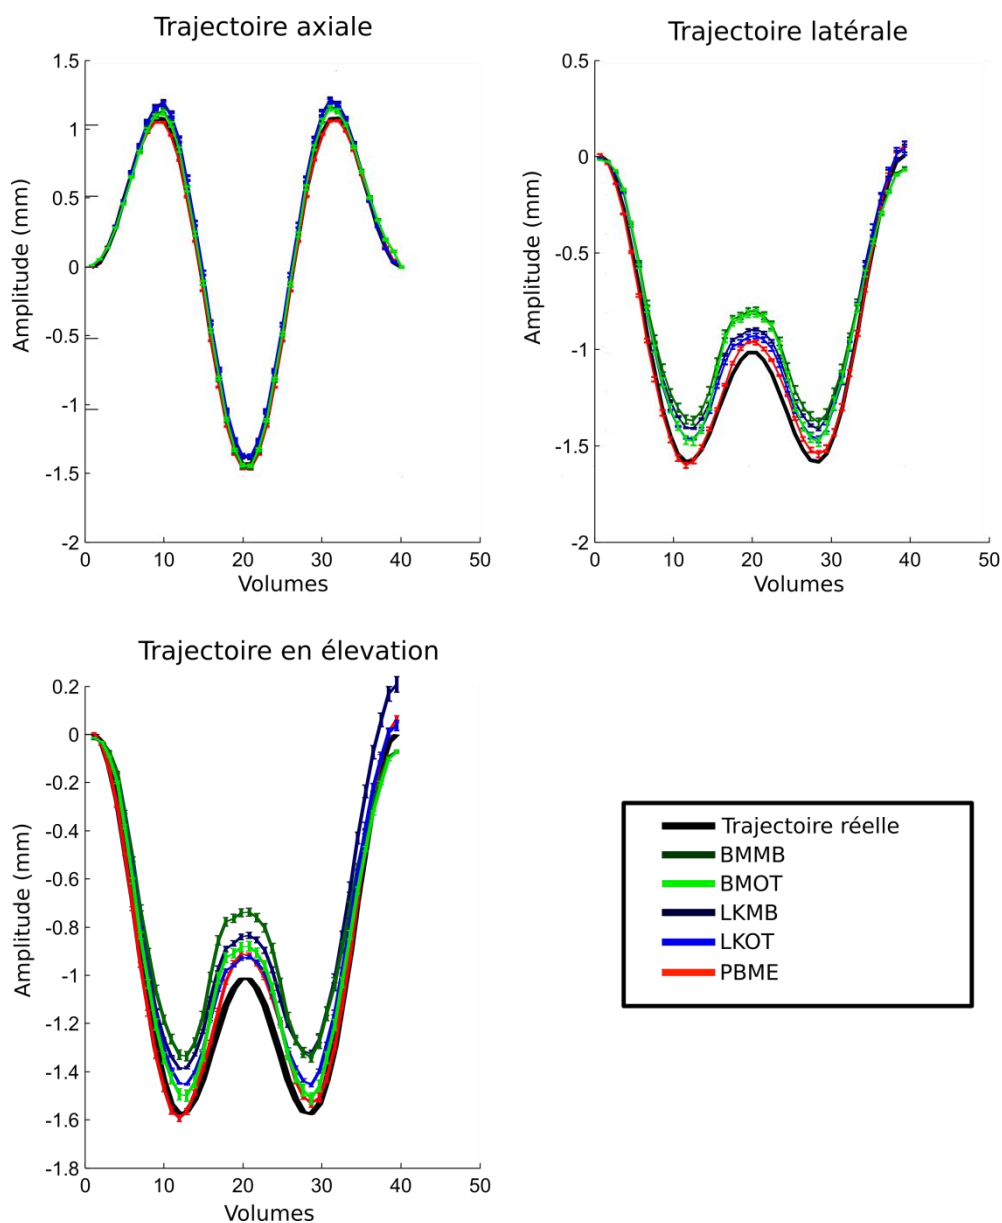 Trajectoire axiale
1.5
1
0.5
0
-0.5
-1
-1.5
-2
0 10 20 30 40 50
Amplitude (mm)
Volumes
Trajectoire latérale
0.5
0
-0.5
-1
-1.5
-2
0 10 20 30 40 50
Amplitude (mm)
Volumes
Trajectoire en élevation
0.2
0
-0.2
-0.4
-0.6
-0.8
-1
-1.2
-1.4
-1.6
-1.8
0 10 20 30 40 50
Amplitude (mm)
Volumes
Trajectoire réelle
BMMB
BMOT
LKMB
LKOT
PBME